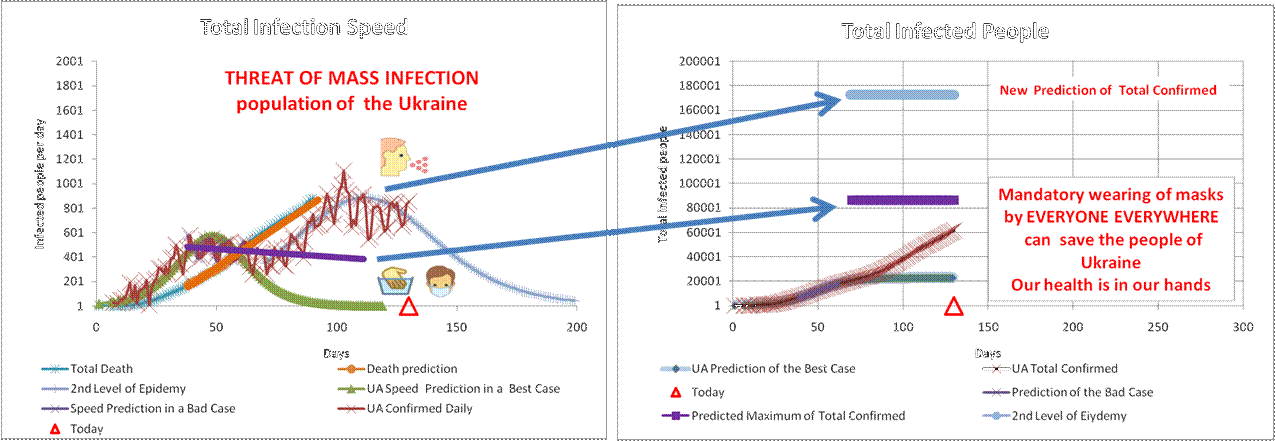 Total Infection Speed
THREAT OF MASS INFECTION
population of the Ukraine
Infected people per day
2001
1801
1601
1401
1201
1001
801
601
401
201
1
0
50
100
150
200
Days
Total Death
Death prediction
2nd Level of Epidemy
UA Speed Prediction in a Best Case
Speed Prediction in a Bad Case
UA Confirmed Daily
Today
Total Infected People
Total Infected people
200001
180001
160001
140001
120001
100001
80001
60001
40001
20001
1
New Prediction of Total Confirmed
Mandatory wearing of masks
by EVERYONE EVERYWHERE
can save the people of
Ukraine
Our health is in our hands
0
50
100
150
200
250
300
Days
UA Prediction of the Best Case
UA Total Confirmed
Today
Prediction of the Bad Case
Predicted Maximum of Total Confirmed
2nd Level of Eiydemy